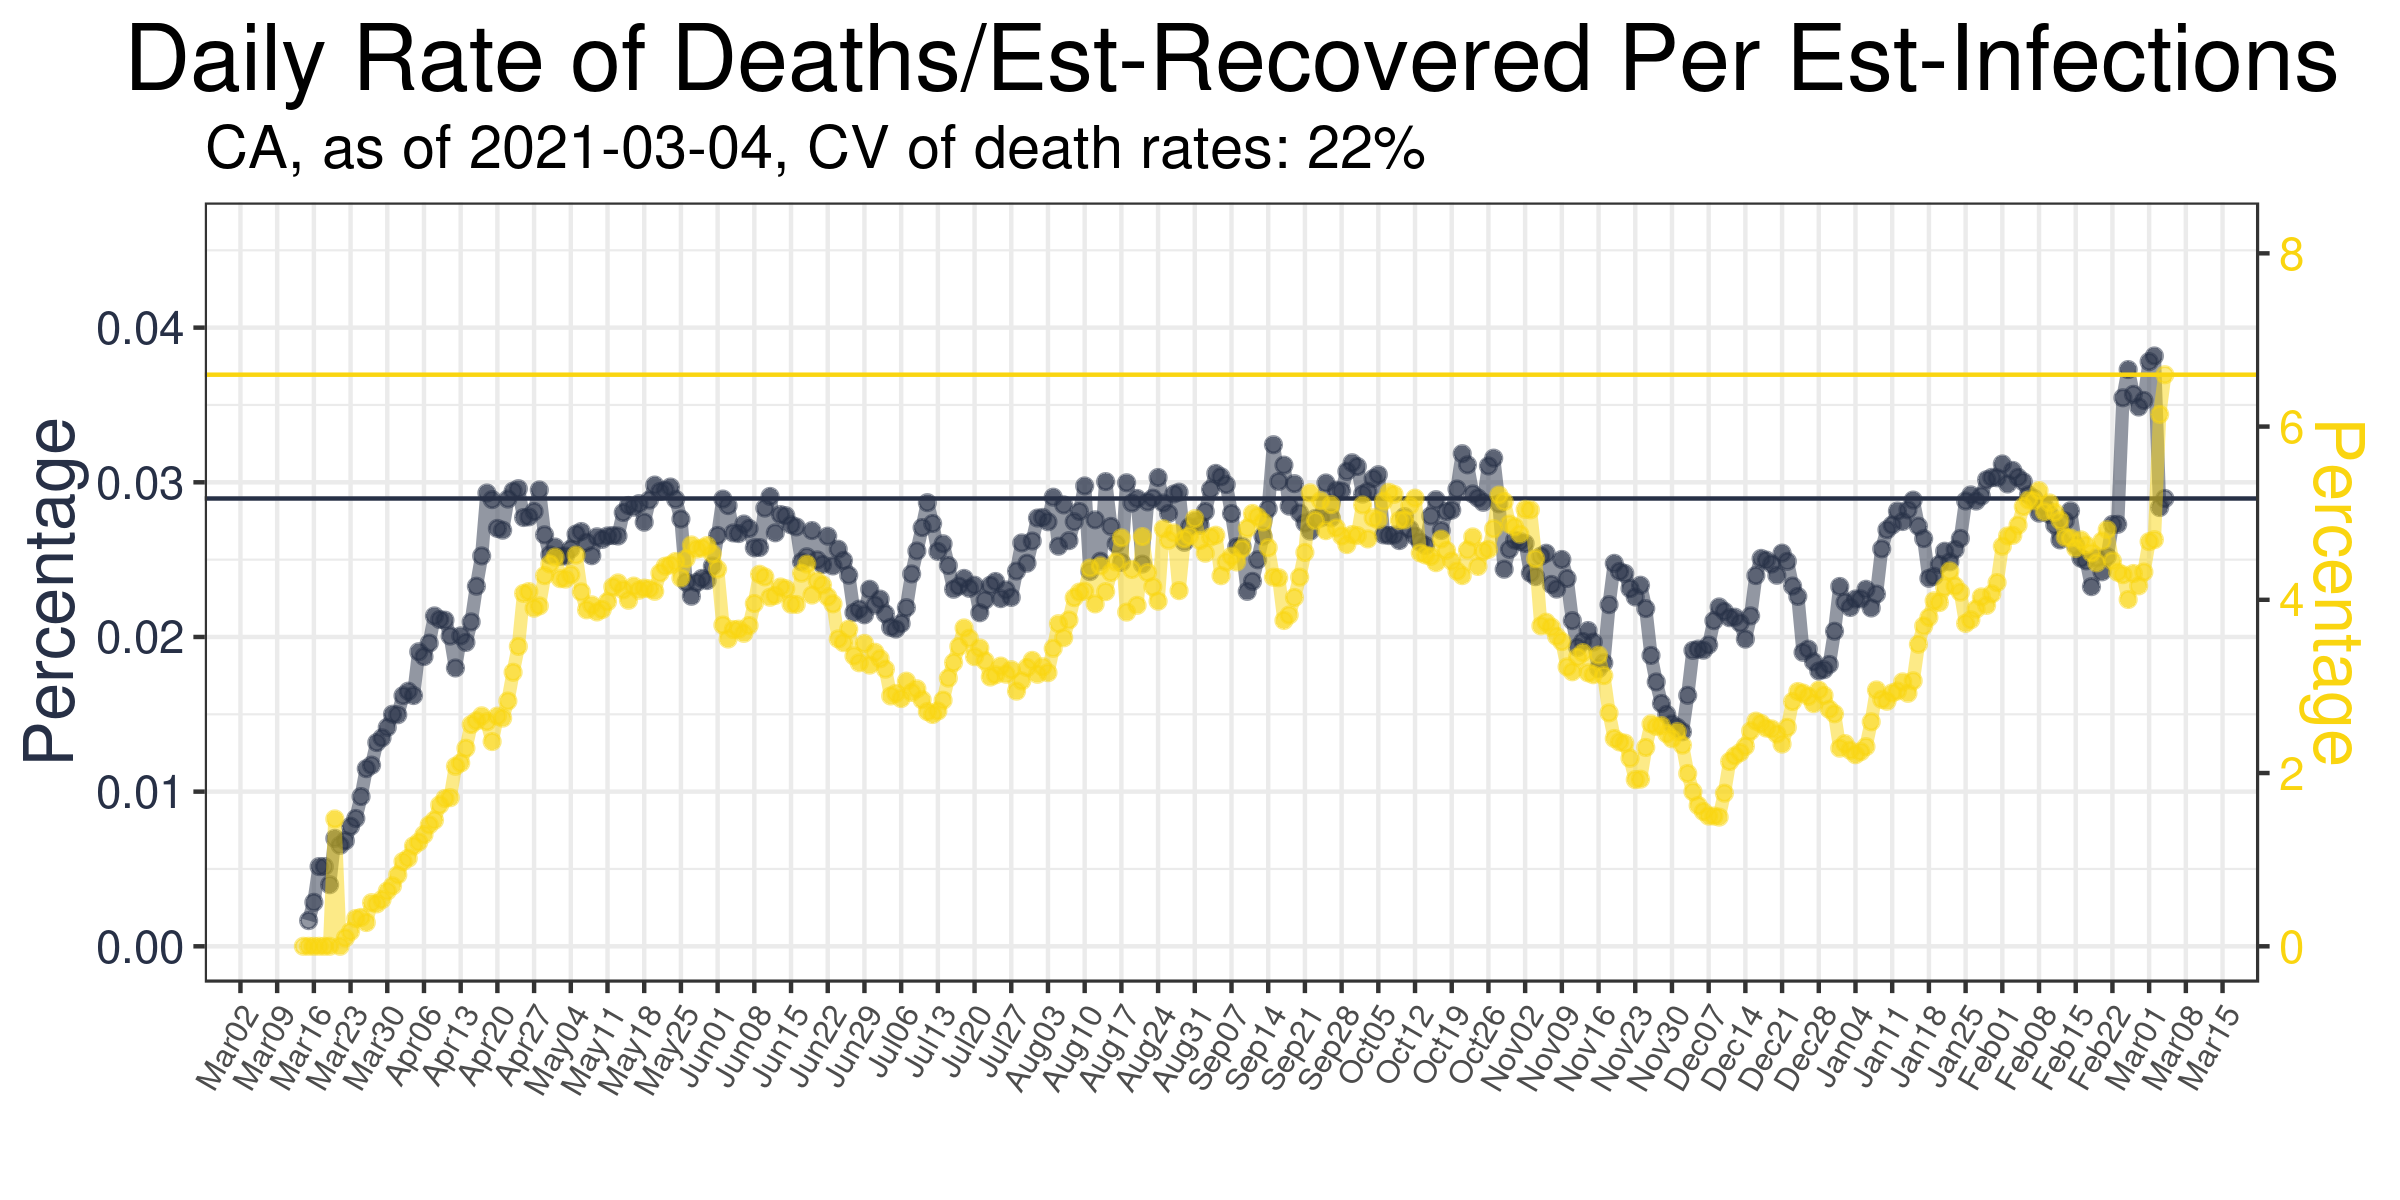 Daily Rate of Deaths/Est-Recovered Per Est-Infections
CA, as of 2021-03-04, CV of death rates: 22%
Percentage
0.04
0.03
0.02
0.01
0.00
8
6
4
2
0
Percentage
Mar02
Mar09
Mar16
Mar23
Mar30
Apr06
Apr13
Apr20
Apr27
May04
May11
May18
May25
Jun01
Jun08
Jun15
Jun22
Jun29
Jul06
Jul13
Jul20
Jul27
Aug03
Aug10
Aug17
Aug24
Aug31
Sep07
Sep14
Sep21
Sep28
Oct05
Oct12
Oct19
Oct26
Nov02
Nov09
Nov16
Nov23
Nov30
Dec07
Dec14
Dec21
Dec28
Jan04
Jan11
Jan18
Jan25
Feb01
Feb08
Feb15
Feb22
Mar01
Mar08
Mar15